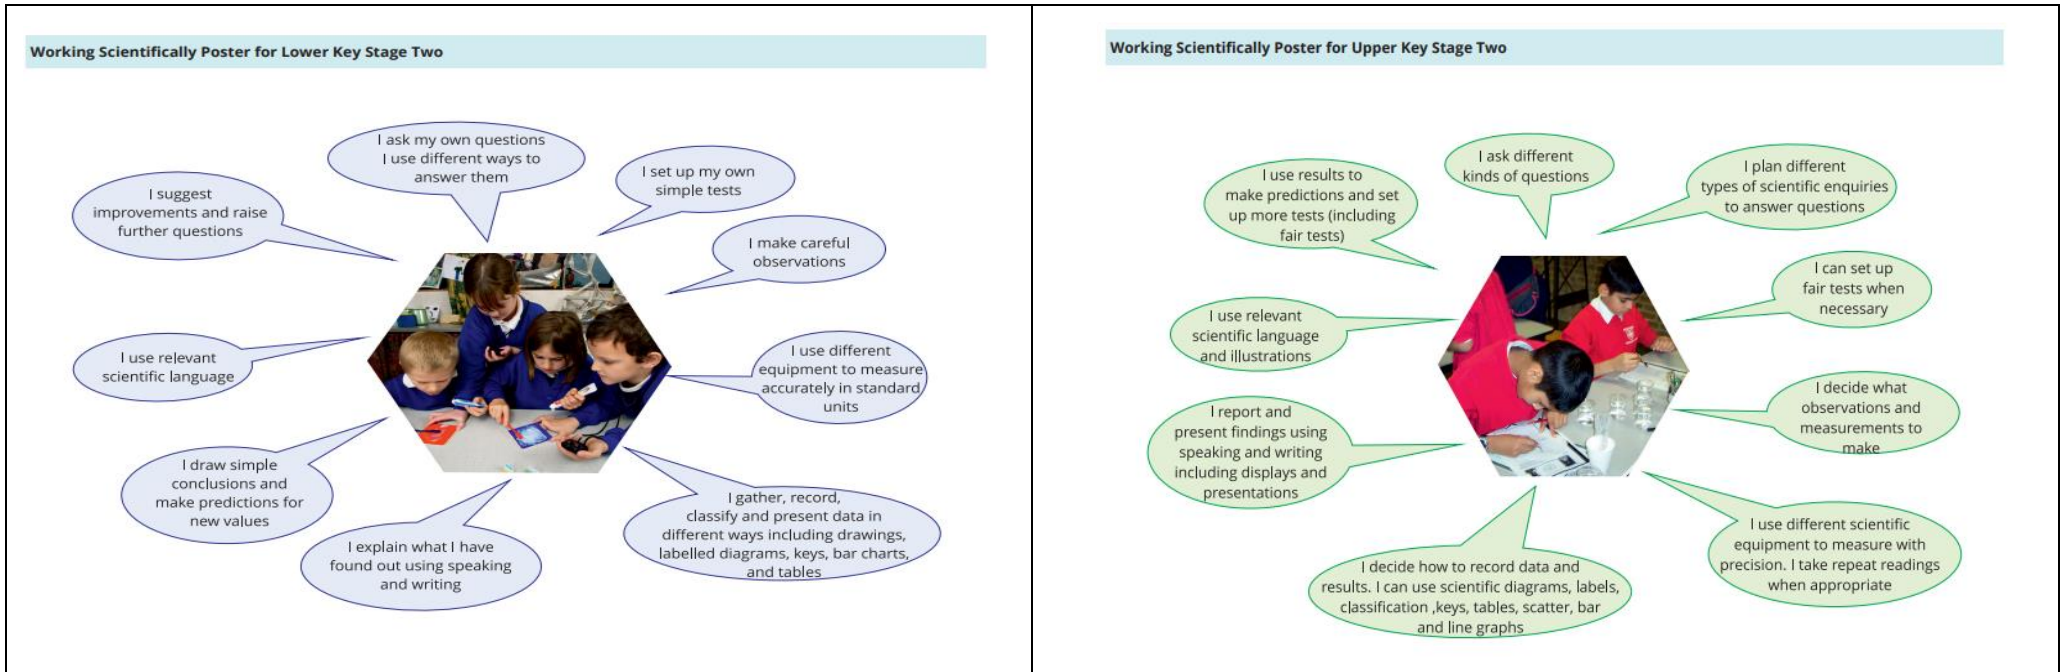 Working Scientifically Poster for Lower Key Stage Two
I ask my own questions
I use different ways to
answer them
I set up my own
simple tests
I make careful
observations
I use different
equipment to measure
accurately in standard
units
I gather, record,
classify and present data in
different ways including drawings,
labelled diagrams, keys, bar charts,
and tables
I explain what I have
found out using speaking
and writing
I draw simple
conclusions and
make predictions for
new values
I use relevant
scientific language
I suggest
improvements and raise
further questions
Working Scientifically Poster for Upper Key Stage Two
I ask different
kinds of questions
I plan different
types of scientific enquiries
to answer questions
I can set up
fair tests when
necessary
I decide what
observations and
measurements to
make
I use different scientific
equipment to measure with
precision. I take repeat readings
when appropriate
I decide how to record data and
results. I can use scientific diagrams, labels,
classification ,keys, tables, scatter, bar
and line graphs
I report and
present findings using
speaking and writing
including displays and
presentations
I use relevant
scientific language
and illustrations
I use results to
make predictions and set
up more tests (including
fair tests)